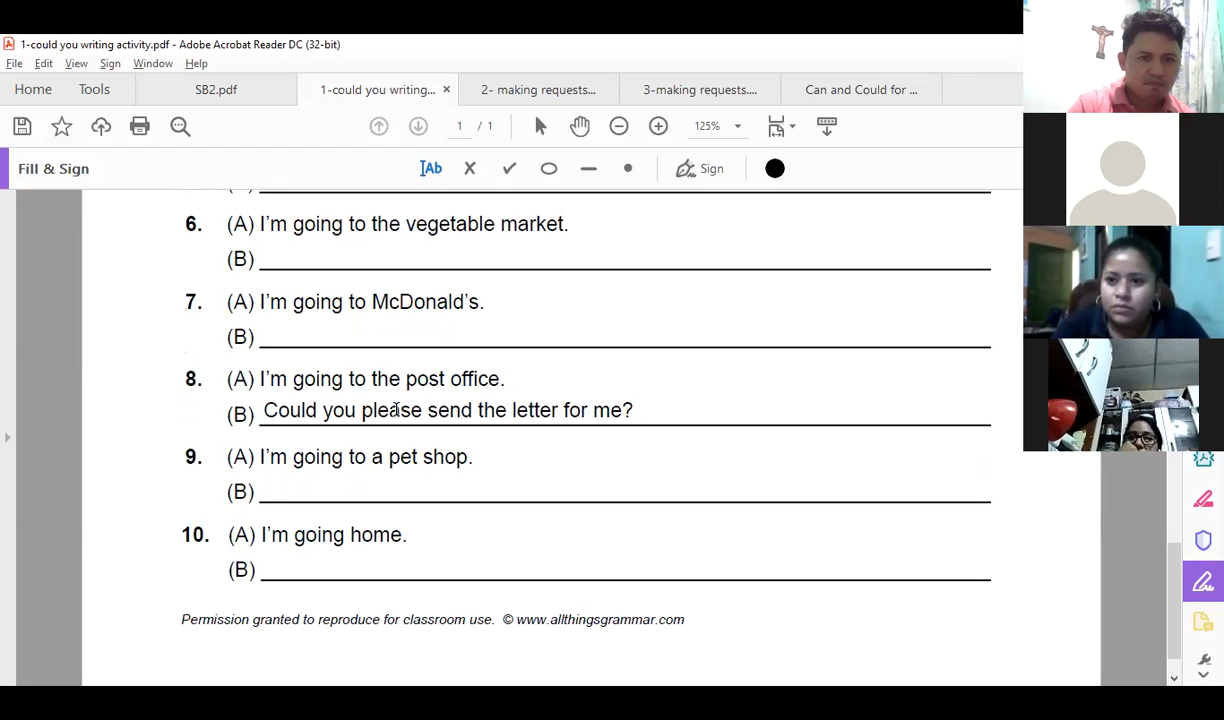 1-could you writing activity.pdf - Adobe Acrobat Reader DC (32-bit)
File Edit View Sign Window Help
Home Tools SB2.pdf 1-could you writing... × 2- making requests... 3-making requests.... Can and Could for ...
1 / 1 125%
Fill & Sign Ab Sign
6. (A) I'm going to the vegetable market.
(B)
7. (A) I'm going to McDonald's.
(B)
8. (A) I'm going to the post office.
(B) Could you please send the letter for me?
9. (A) I'm going to a pet shop.
(B)
10. (A) I'm going home.
(B)
Permission granted to reproduce for classroom use. © www.allthingsgrammar.com